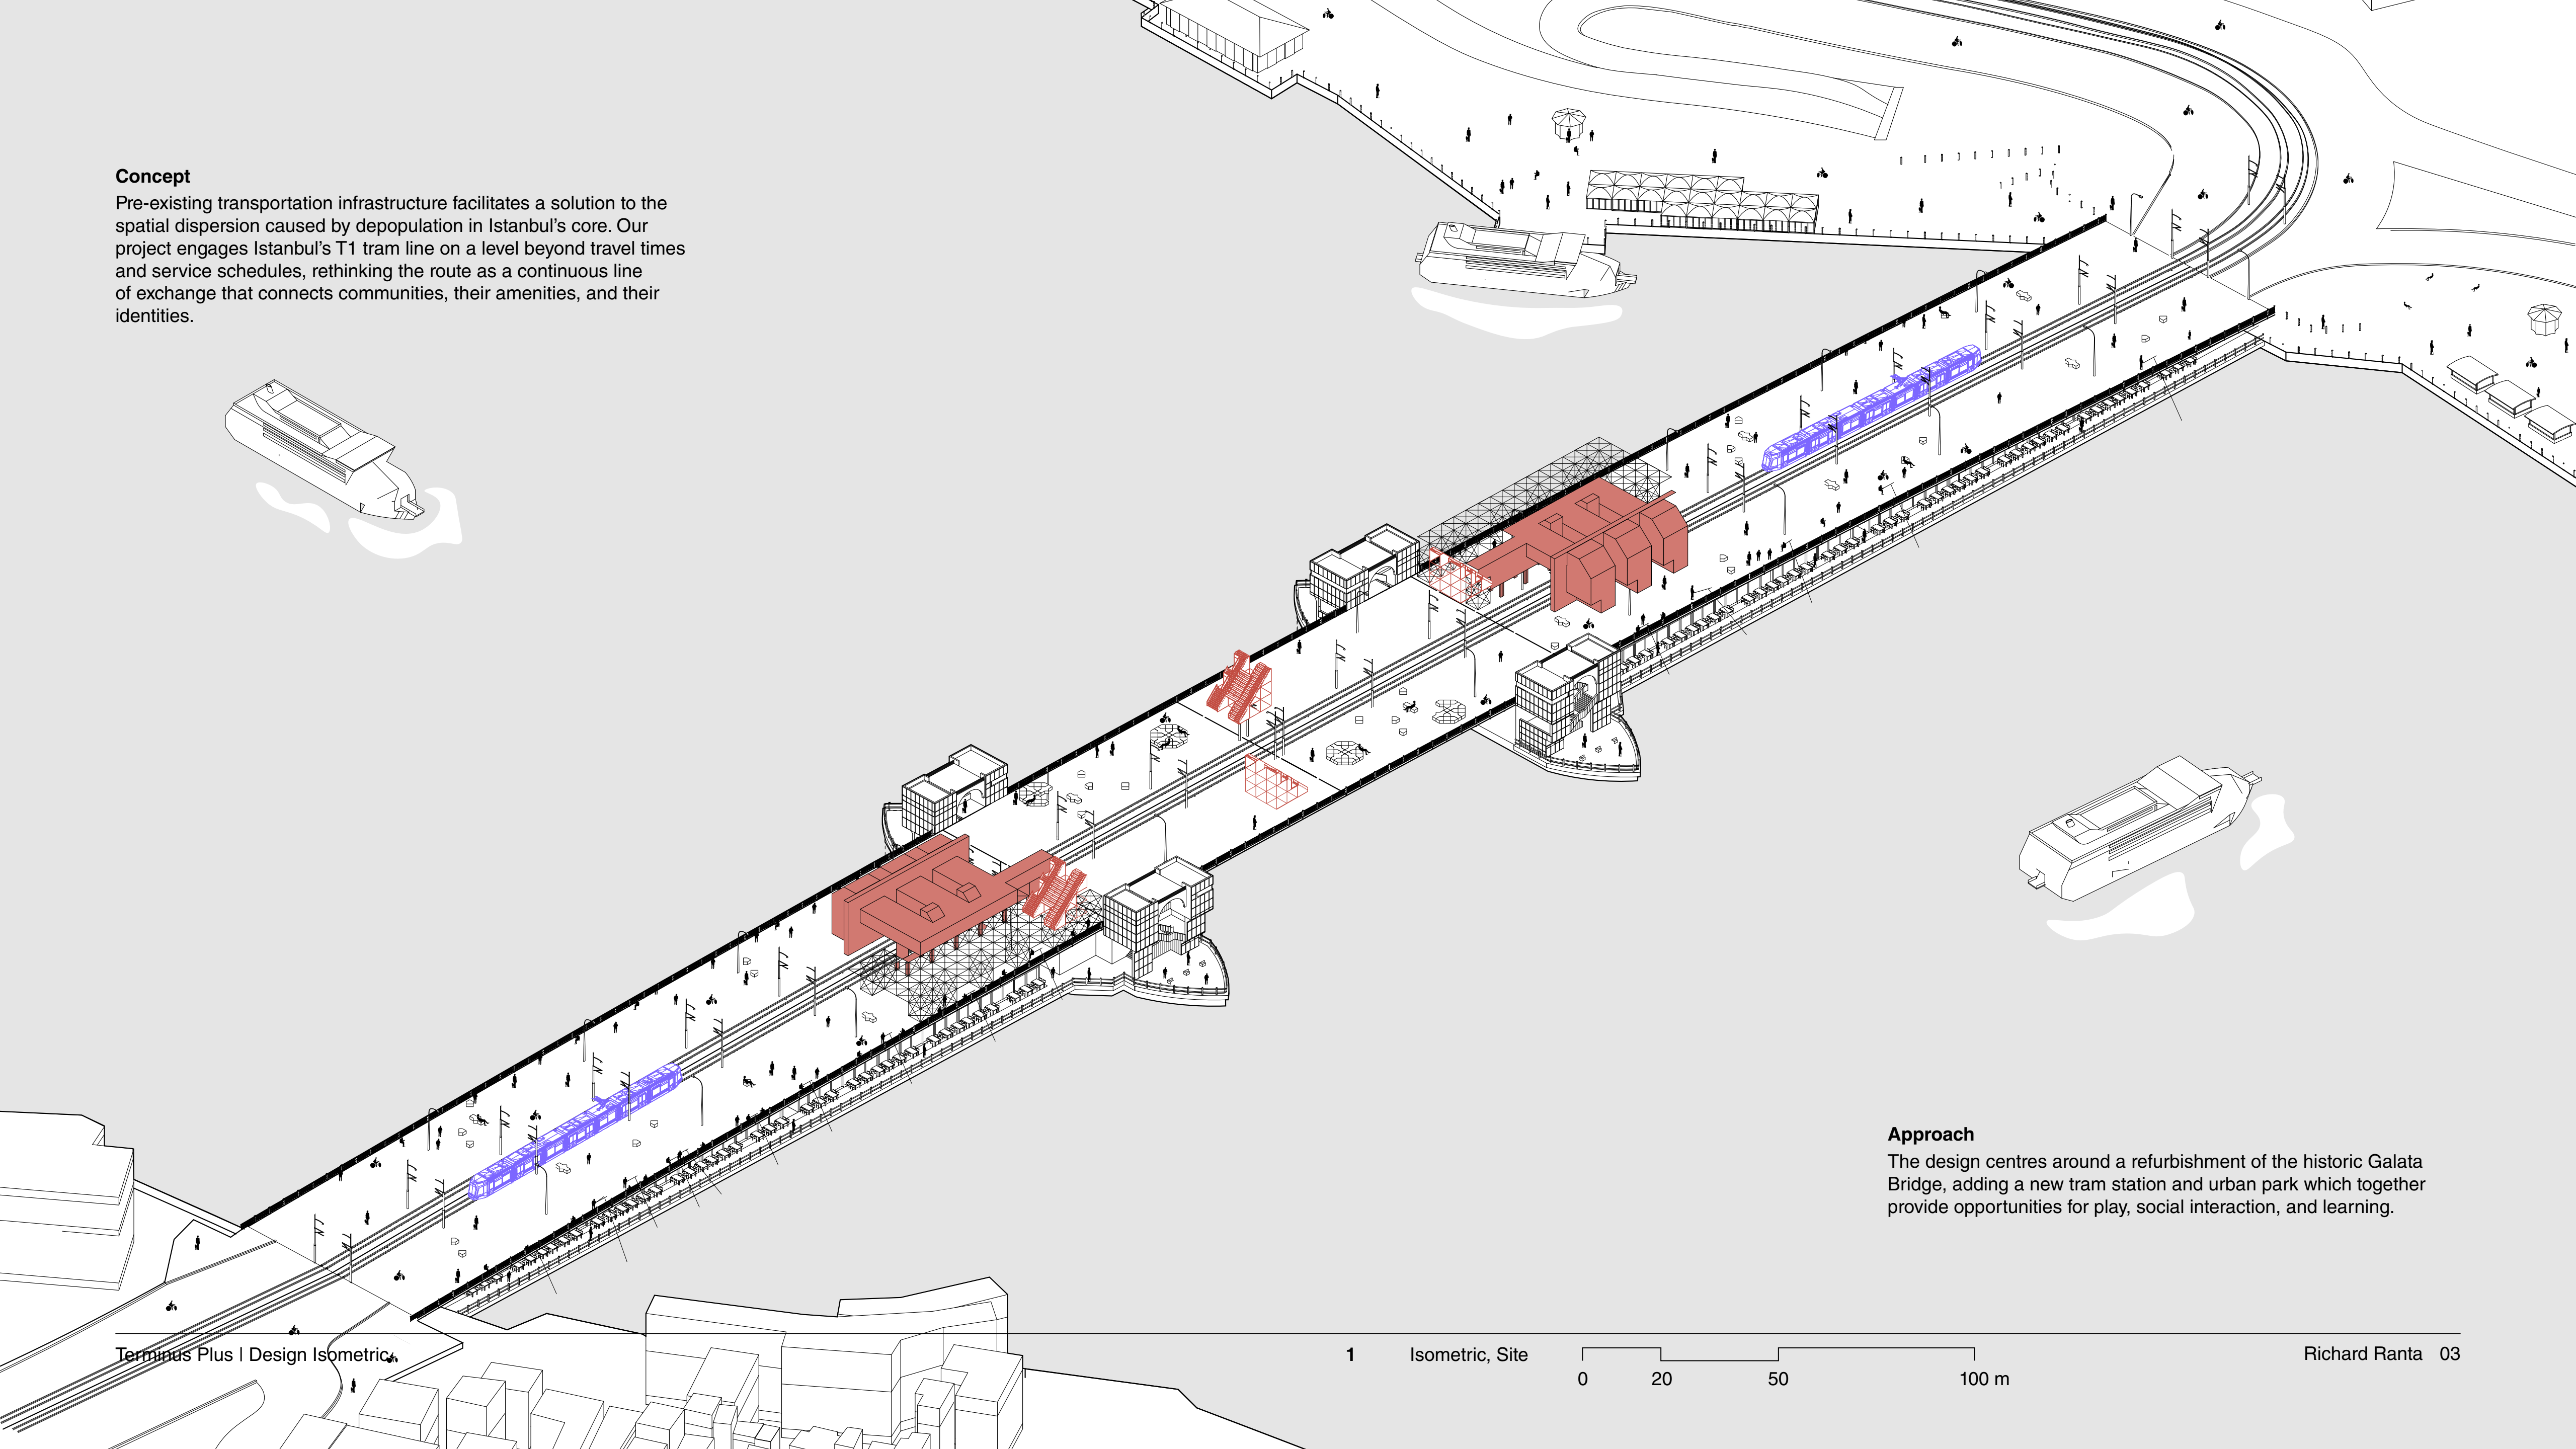 Concept
Pre-existing transportation infrastructure facilitates a solution to the
spatial dispersion caused by depopulation in Istanbul’s core. Our
project engages Istanbul’s T1 tram line on a level beyond travel times
and service schedules, rethinking the route as a continuous line
of exchange that connects communities, their amenities, and their
identities.
Approach
The design centres around a refurbishment of the historic Galata
Bridge, adding a new tram station and urban park which together
provide opportunities for play, social interaction, and learning.
Terminus Plus | Design Isometric
1 Isometric, Site
0 20 50 100 m
Richard Ranta 03